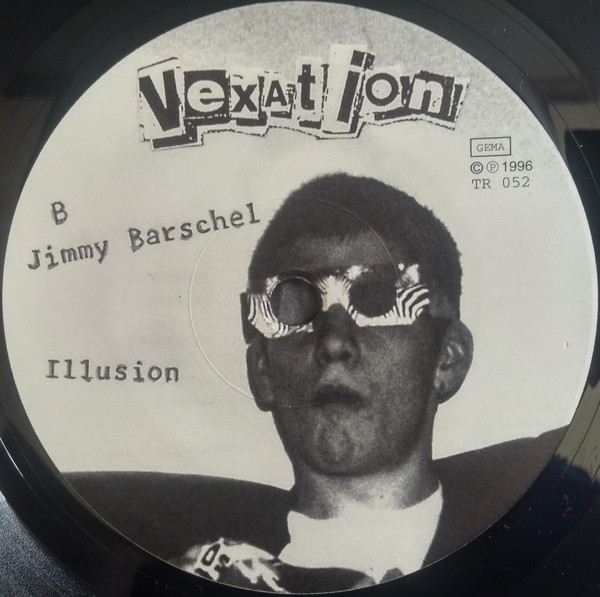 VexAtion
GEMA
© ℗ 1996
TR 052
B
Jimmy Barschel
Illusion